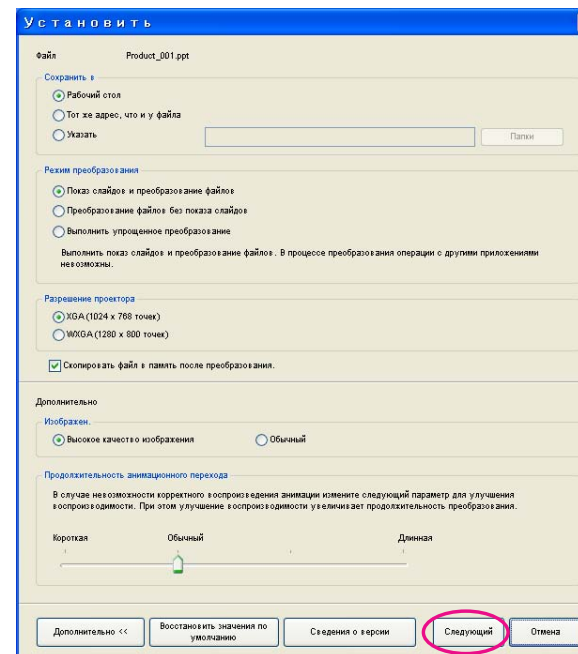 Установить
Файл Product_001.ppt
Сохранить в
Рабочий стол
Тот же адрес, что и у файла
Указать Папки
Режим преобразования
Показ слайдов и преобразование файлов
Преобразование файлов без показа слайдов
Выполнить упрощенное преобразование
Выполнить показ слайдов и преобразование файлов. В процессе преобразования операции с другими приложениями
невозможны.
Разрешение проектора
XGA (1024 x 768 точек)
WXGA (1280 x 800 точек)
Скопировать файл в память после преобразования.
Дополнительно
Изображен.
Высокое качество изображения Обычный
Продолжительность анимационного перехода
В случае невозможности корректного воспроизведения анимации измените следующий параметр для улучшения
воспроизводимости. При этом улучшение воспроизводимости увеличивает продолжительность преобразования.
Короткая Обычный Длинная
Дополнительно << Восстановить значения по
умолчанию Сведения о версии Следующий Отмена